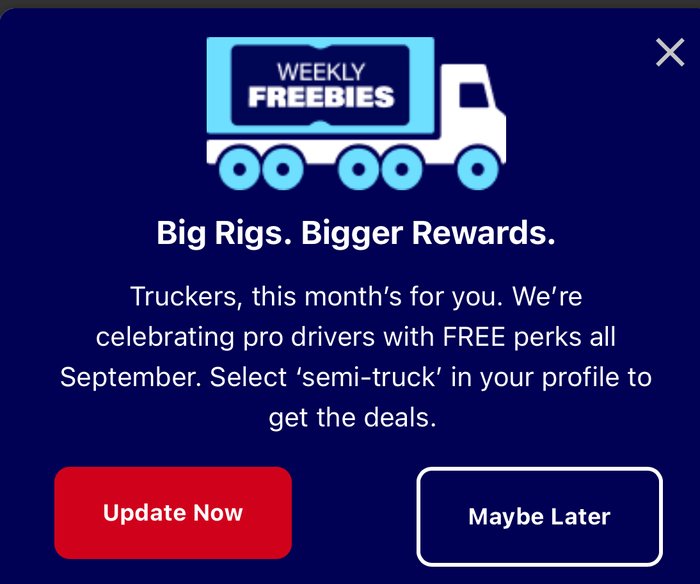 WEEKLY
FREEBIES
Big Rigs. Bigger Rewards.
Truckers, this month’s for you. We’re
celebrating pro drivers with FREE perks all
September. Select ‘semi-truck’ in your profile to
get the deals.
Update Now
Maybe Later